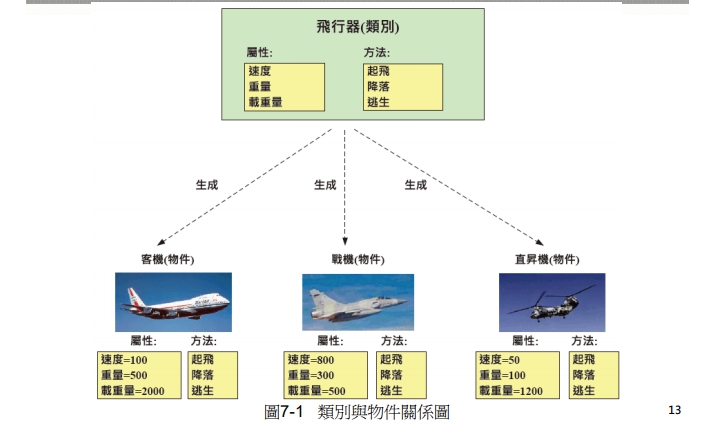 飛行器(類別)
屬性: 方法:
速度 起飛
重量 降落
載重量 逃生
生成 生成 生成
客機(物件) 戰機(物件) 直昇機(物件)
屬性: 方法: 屬性: 方法: 屬性: 方法:
速度=100 起飛 速度=800 起飛 速度=50 起飛
重量=500 降落 重量=300 降落 重量=100 降落
載重量=2000 逃生 載重量=500 逃生 載重量=1200 逃生
圖7-1 類別與物件關係圖
13